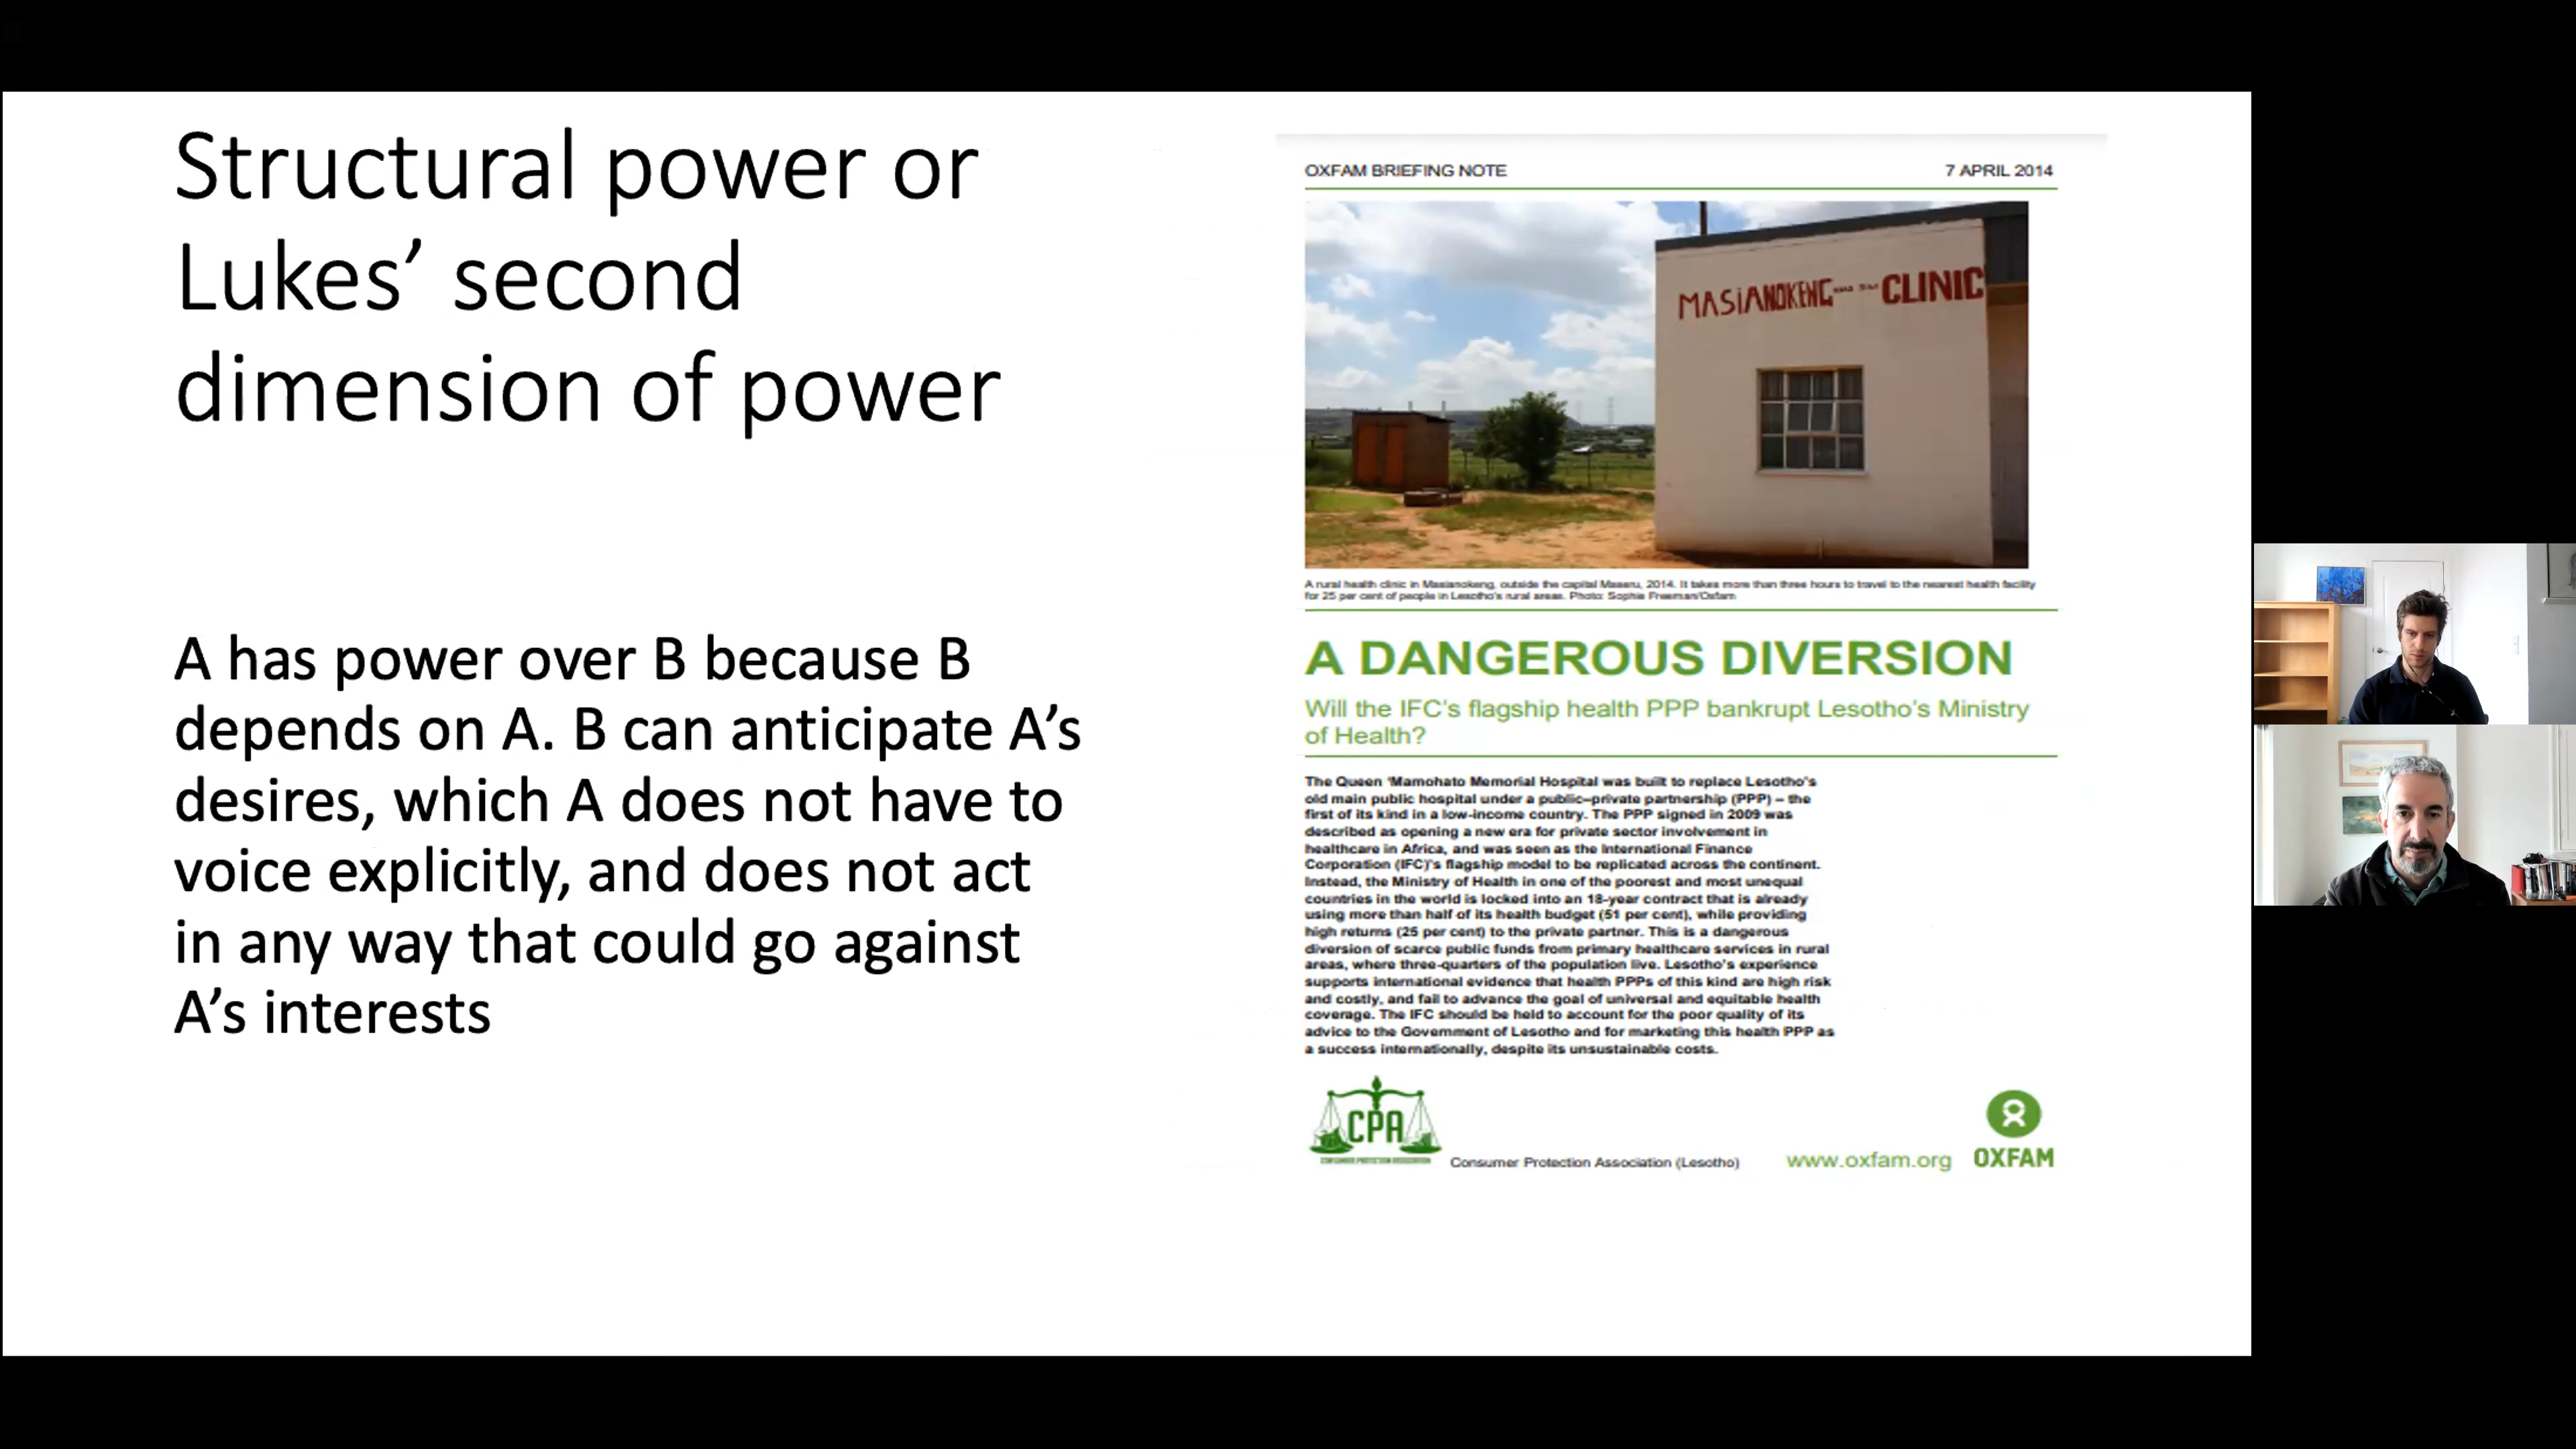 Structural power or
Lukes’ second
dimension of power
A has power over B because B
depends on A. B can anticipate A’s
desires, which A does not have to
voice explicitly, and does not act
in any way that could go against
A’s interests
OXFAM BRIEFING NOTE 7 APRIL 2014
MASiANOKENG CLINIC
A rural health clinic in Masianokeng, outside the capital Maseru, 2014. It takes more than three hours to travel to the nearest health facility
for 25 per cent of people in Lesotho's rural areas. Photo: Sophie Freeman/Oxfam
A DANGEROUS DIVERSION
Will the IFC's flagship health PPP bankrupt Lesotho's Ministry
of Health?
The Queen 'Mamohato Memorial Hospital was built to replace Lesotho's
old main public hospital under a public–private partnership (PPP) – the
first of its kind in a low-income country. The PPP signed in 2009 was
described as opening a new era for private sector involvement in
healthcare in Africa, and was seen as the International Finance
Corporation (IFC)'s flagship model to be replicated across the continent.
Instead, the Ministry of Health in one of the poorest and most unequal
countries in the world is locked into an 18-year contract that is already
using more than half of its health budget (51 per cent), while providing
high returns (25 per cent) to the private partner. This is a dangerous
diversion of scarce public funds from primary healthcare services in rural
areas, where three-quarters of the population live. Lesotho's experience
supports international evidence that health PPPs of this kind are high risk
and costly, and fail to advance the goal of universal and equitable health
coverage. The IFC should be held to account for the poor quality of its
advice to the Government of Lesotho and for marketing this health PPP as
a success internationally, despite its unsustainable costs.
CPA
CONSUMER PROTECTION ASSOCIATION
Consumer Protection Association (Lesotho) www.oxfam.org OXFAM